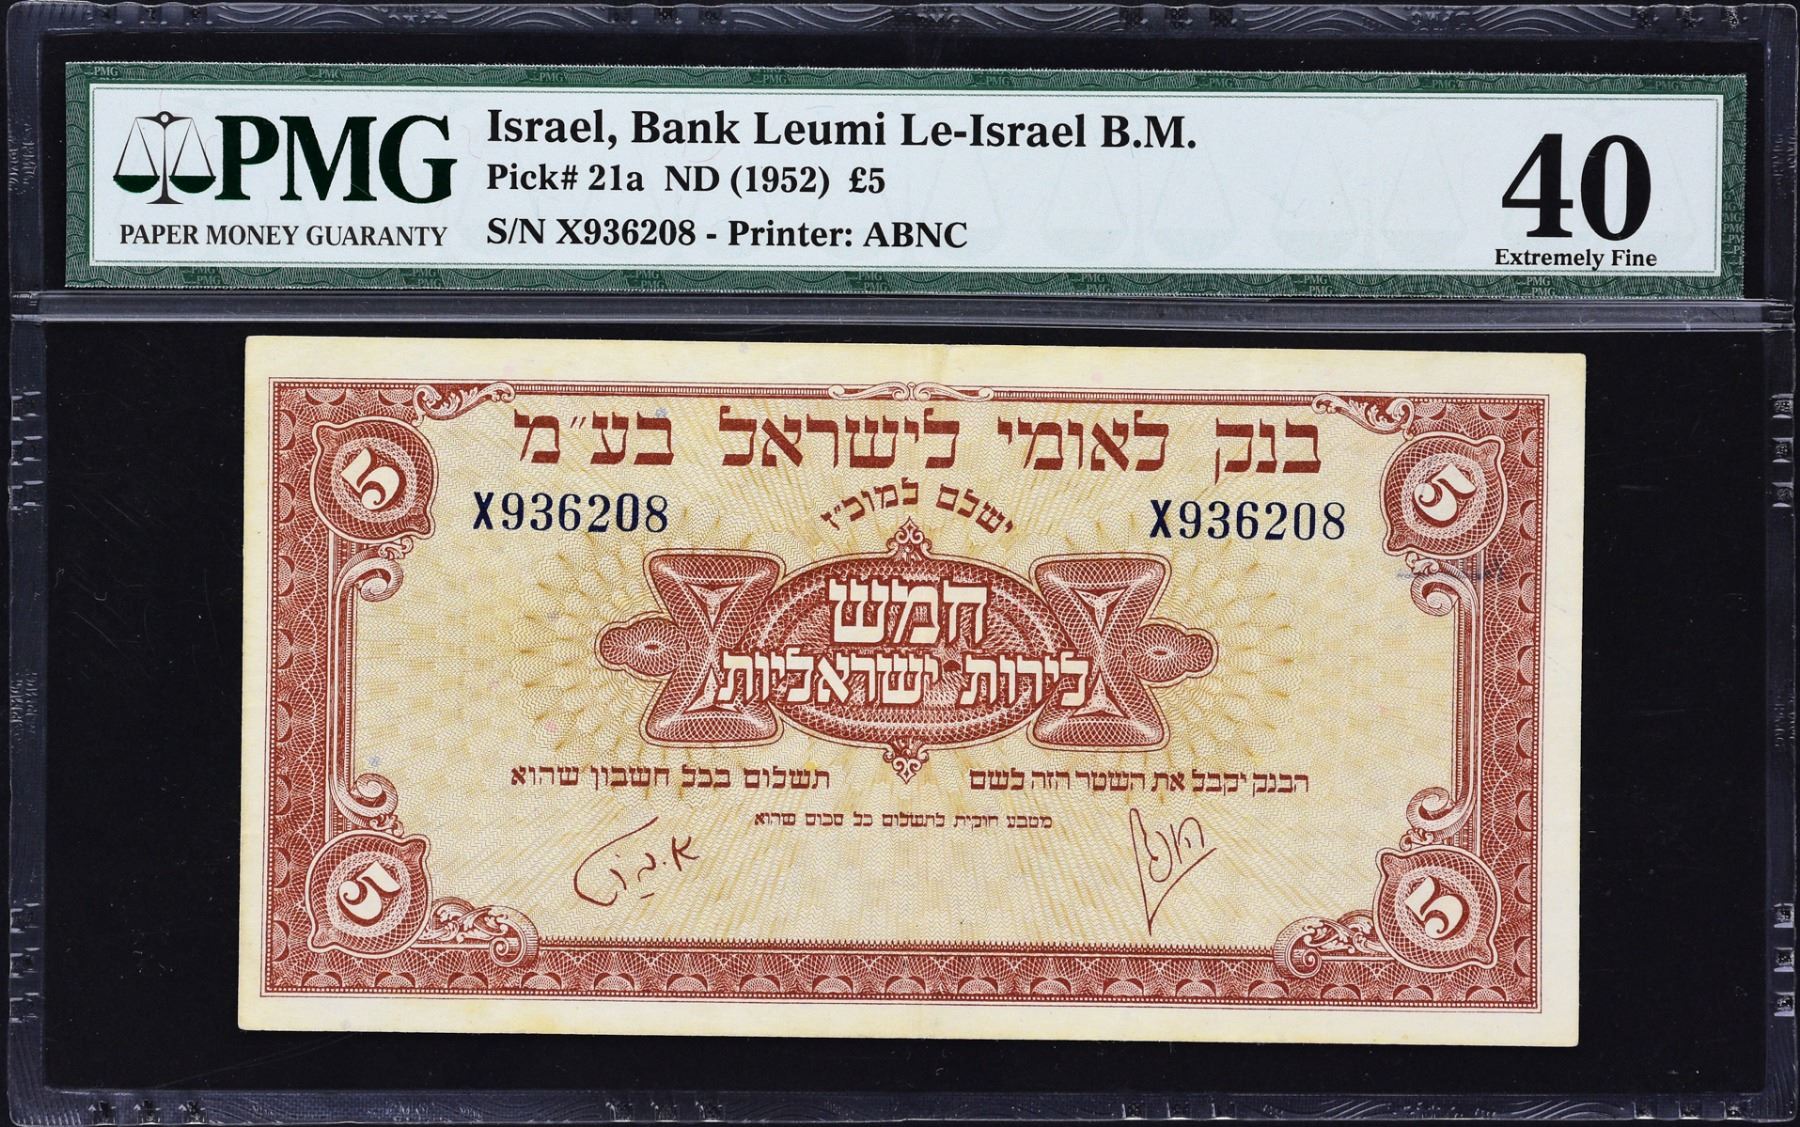 PMG
PAPER MONEY GUARANTY
Israel, Bank Leumi Le-Israel B.M.
Pick# 21a ND (1952) £5
S/N X936208 - Printer: ABNC
40
Extremely Fine
בנק לאומי לישראל בע"מ
5
5
ישלם למוכ"ז
X936208
X936208
חמש
לירות ישראליות
הבנק יקבל את השטר הזה לשם תשלום בכל חשבון שהוא
מטבע חוקית לתשלום כל סכום שהוא
5
5